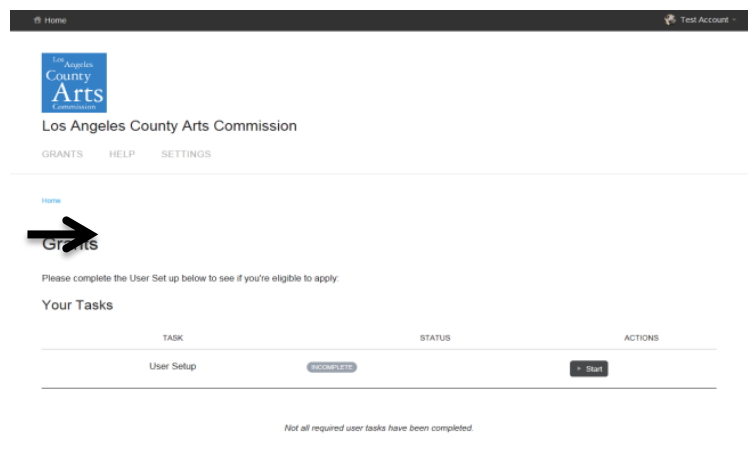 Home
Test Account
Los Angeles
County
Arts
Commission
Los Angeles County Arts Commission
GRANTS HELP SETTINGS
Home
Grants
Please complete the User Set up below to see if you're eligible to apply.
Your Tasks
TASK STATUS ACTIONS
User Setup INCOMPLETE Start
Not all required user tasks have been completed.